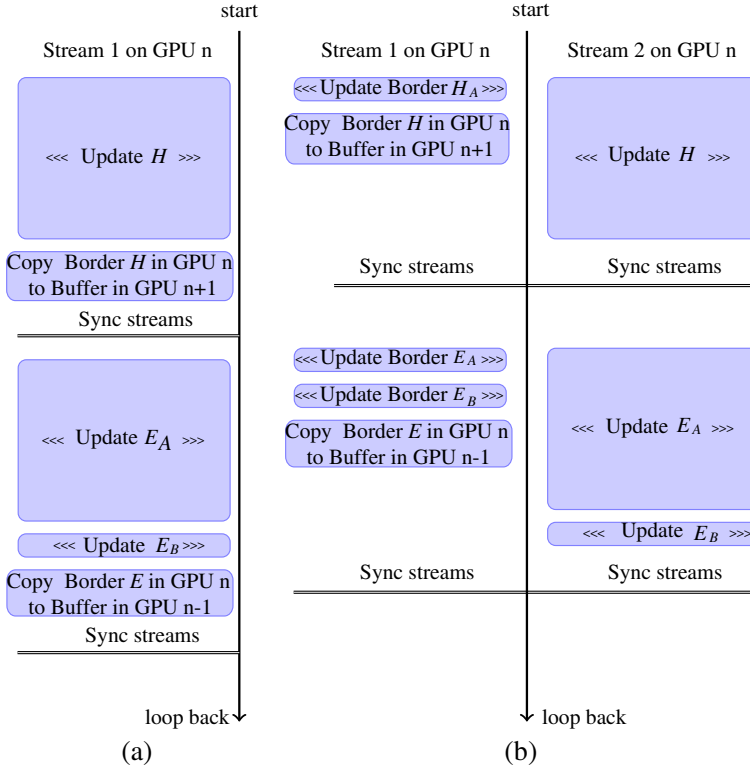 start
Stream 1 on GPU n
<<< Update H >>>
Copy Border H in GPU n
to Buffer in GPU n+1
Sync streams
<<< Update E_A >>>
<<< Update E_B >>>
Copy Border E in GPU n
to Buffer in GPU n-1
Sync streams
loop back
(a)
start
Stream 1 on GPU n
Stream 2 on GPU n
<<< Update Border H_A >>>
Copy Border H in GPU n
to Buffer in GPU n+1
<<< Update H >>>
Sync streams
Sync streams
<<< Update Border E_A >>>
<<< Update Border E_B >>>
Copy Border E in GPU n
to Buffer in GPU n-1
<<< Update E_A >>>
<<< Update E_B >>>
Sync streams
Sync streams
loop back
(b)